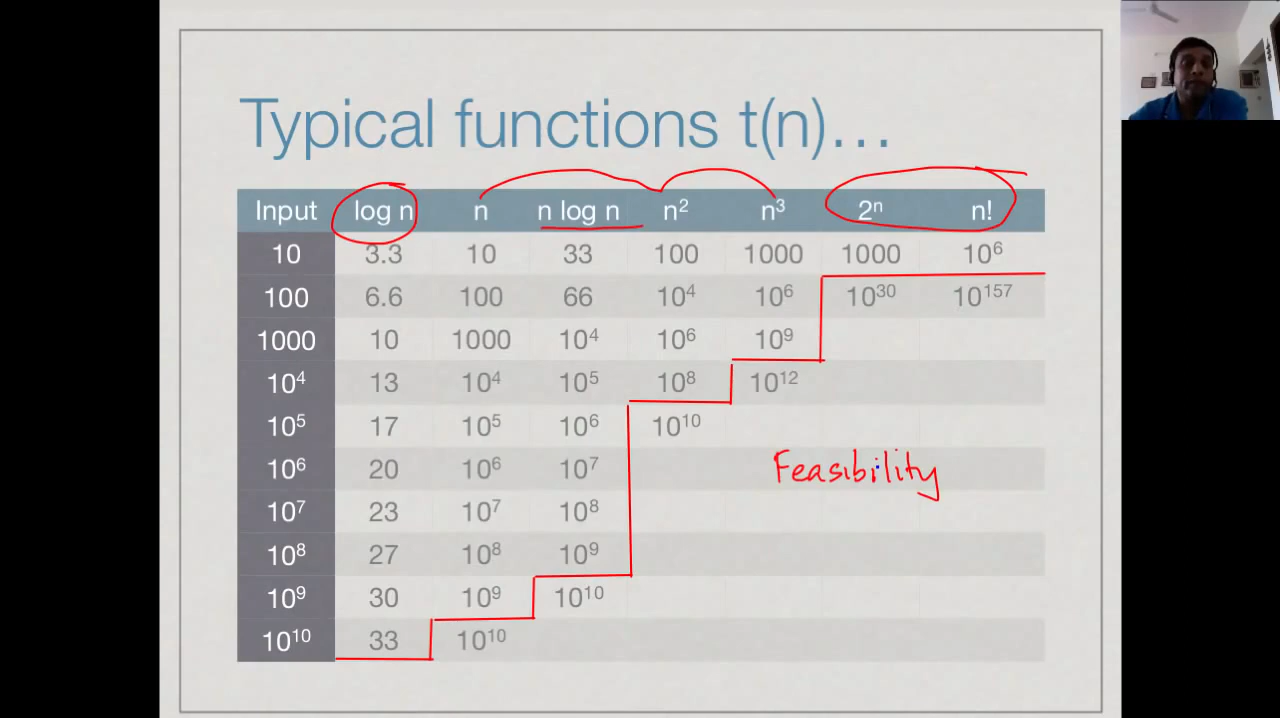 Typical functions t(n)...
Input log n n n log n n² n³ 2ⁿ n!
10 3.3 10 33 100 1000 1000 10⁶
100 6.6 100 66 10⁴ 10⁶ 10³⁰ 10¹⁵⁷
1000 10 1000 10⁴ 10⁶ 10⁹
10⁴ 13 10⁴ 10⁵ 10⁸ 10¹²
10⁵ 17 10⁵ 10⁶ 10¹⁰
10⁶ 20 10⁶ 10⁷
Feasibility
10⁷ 23 10⁷ 10⁸
10⁸ 27 10⁸ 10⁹
10⁹ 30 10⁹ 10¹⁰
10¹⁰ 33 10¹⁰